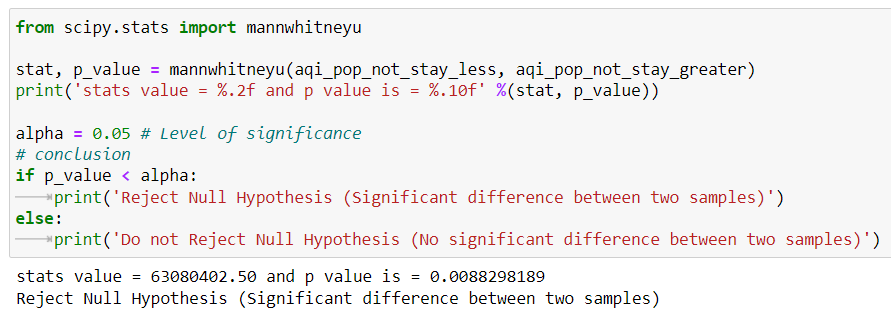 from scipy.stats import mannwhitneyu
stat, p_value = mannwhitneyu(aqi_pop_not_stay_less, aqi_pop_not_stay_greater)
print('stats value = %.2f and p value is = %.10f' %(stat, p_value))
alpha = 0.05 # Level of significance
# conclusion
if p_value < alpha:
print('Reject Null Hypothesis (Significant difference between two samples)')
else:
print('Do not Reject Null Hypothesis (No significant difference between two samples)')
stats value = 63080402.50 and p value is = 0.0088298189
Reject Null Hypothesis (Significant difference between two samples)